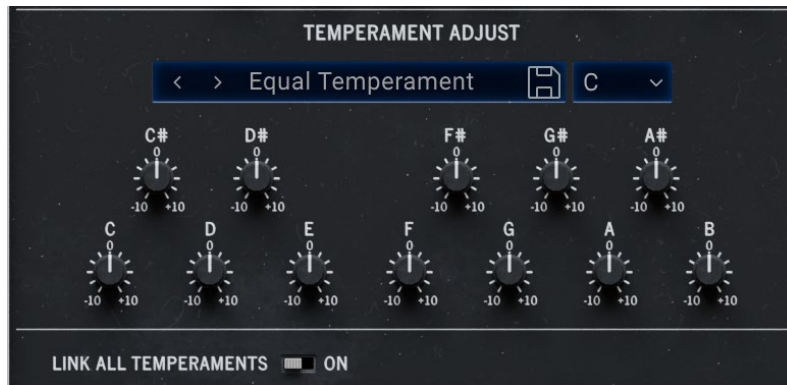 TEMPERAMENT ADJUST
< > Equal Temperament C
C# D# F# G# A#
0 0 0 0 0
-10 +10 -10 +10 -10 +10 -10 +10 -10 +10
C D E F G A B
0 0 0 0 0 0 0
-10 +10 -10 +10 -10 +10 -10 +10 -10 +10 -10 +10 -10 +10
LINK ALL TEMPERAMENTS ON